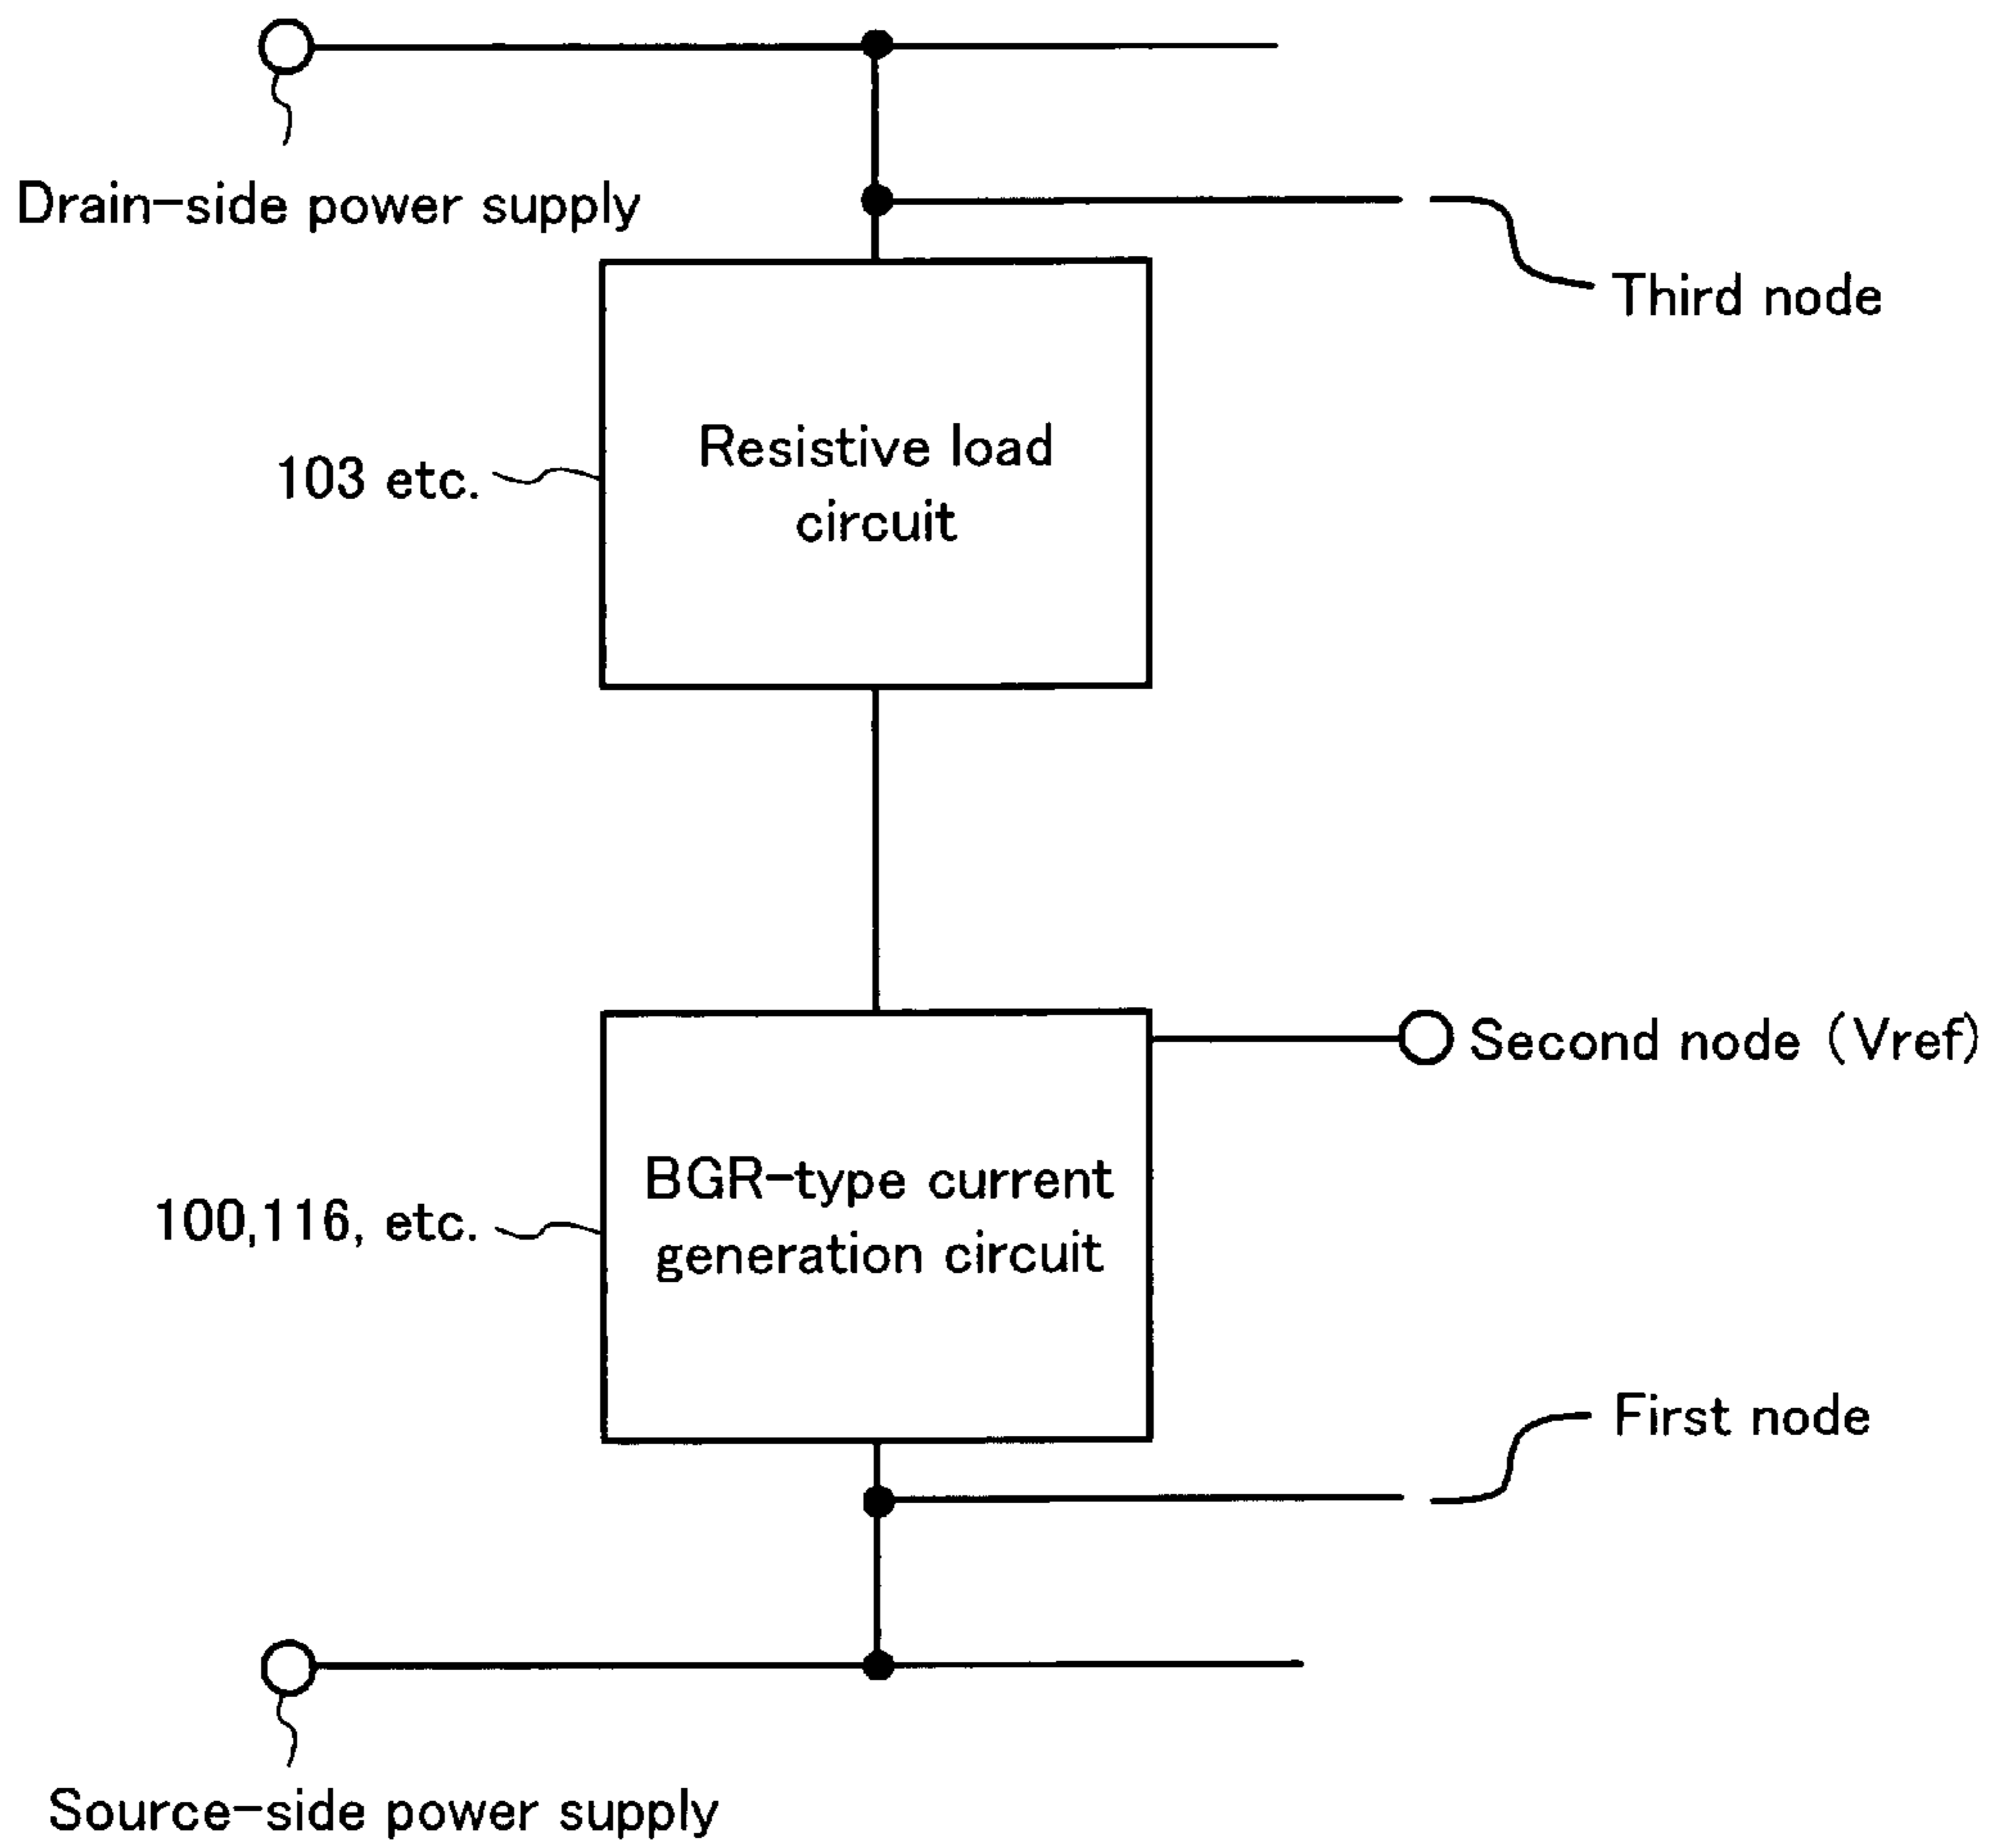 Drain-side power supply
Third node
Resistive load
circuit
103 etc.
Second node (Vref)
BGR-type current
generation circuit
100,116, etc.
First node
Source-side power supply